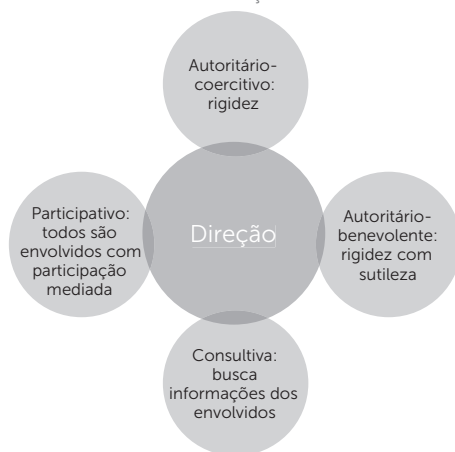 Autoritário-
coercitivo:
rigidez
Participativo:
todos são
envolvidos com
participação
mediada
Direção
Autoritário-
benevolente:
rigidez com
sutileza
Consultiva:
busca
informações dos
envolvidos